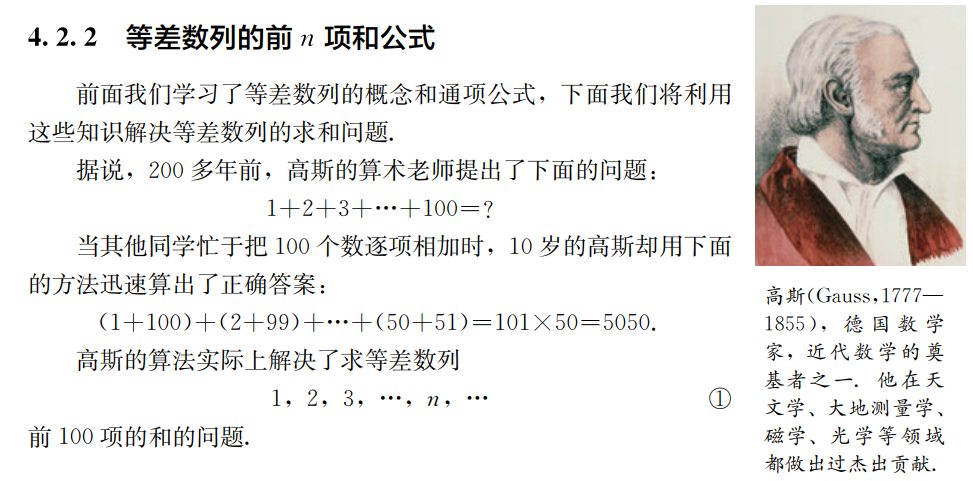 4.2.2 等差数列的前 n 项和公式
前面我们学习了等差数列的概念和通项公式，下面我们将利用
这些知识解决等差数列的求和问题.
据说，200 多年前，高斯的算术老师提出了下面的问题：
1+2+3+…+100=?
当其他同学忙于把 100 个数逐项相加时，10 岁的高斯却用下面
的方法迅速算出了正确答案：
(1+100)+(2+99)+…+(50+51)=101×50=5050.
高斯的算法实际上解决了求等差数列
1，2，3，…，n，… ①
前 100 项的和的问题.
高斯(Gauss,1777—
1855)，德国数学
家，近代数学的奠
基者之一. 他在天
文学、大地测量学、
磁学、光学等领域
都做出过杰出贡献.